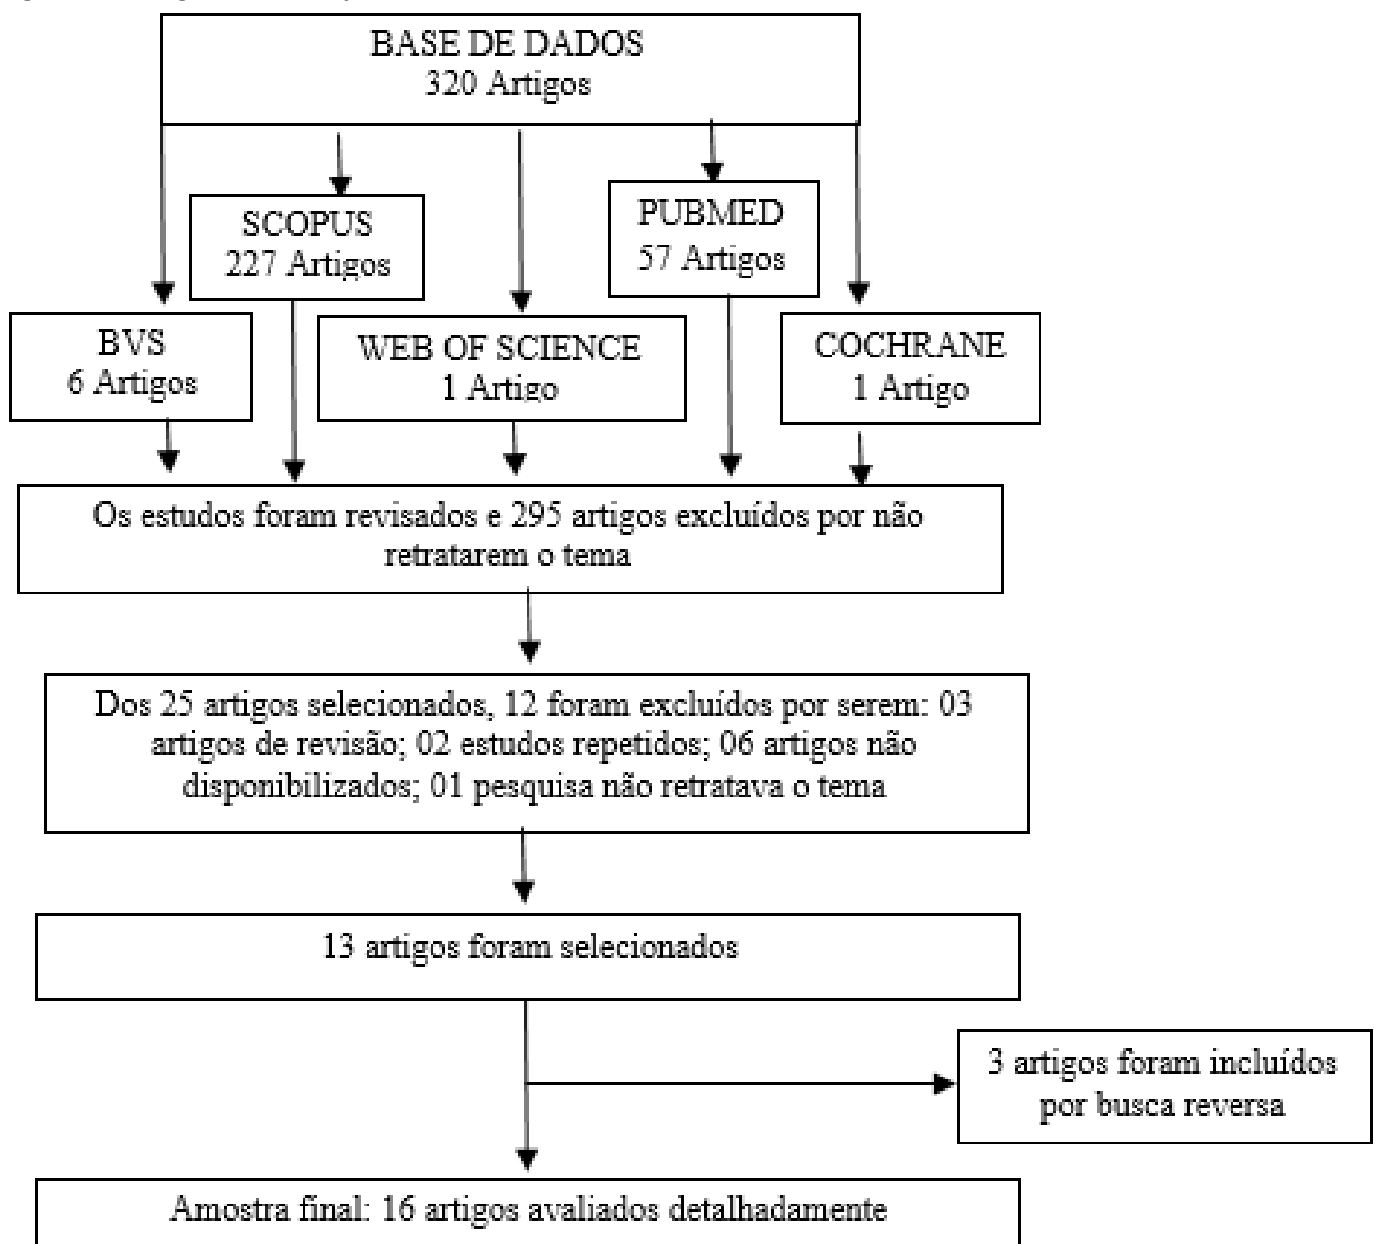 BASE DE DADOS
320 Artigos
SCOPUS
227 Artigos
PUBMED
57 Artigos
BVS
6 Artigos
WEB OF SCIENCE
1 Artigo
COCHRANE
1 Artigo
Os estudos foram revisados e 295 artigos excluídos por não
retratarem o tema
Dos 25 artigos selecionados, 12 foram excluídos por serem: 03
artigos de revisão; 02 estudos repetidos; 06 artigos não
disponibilizados; 01 pesquisa não retratava o tema
13 artigos foram selecionados
3 artigos foram incluídos
por busca reversa
Amostra final: 16 artigos avaliados detalhadamente